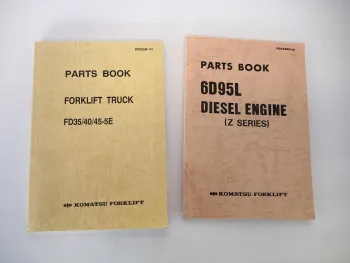 PARTS BOOK
FORKLIFT TRUCK
FD35/40/45-5E
KOMATSU FORKLIFT
PARTS BOOK
6D95L
DIESEL ENGINE
(Z SERIES)
KOMATSU FORKLIFT